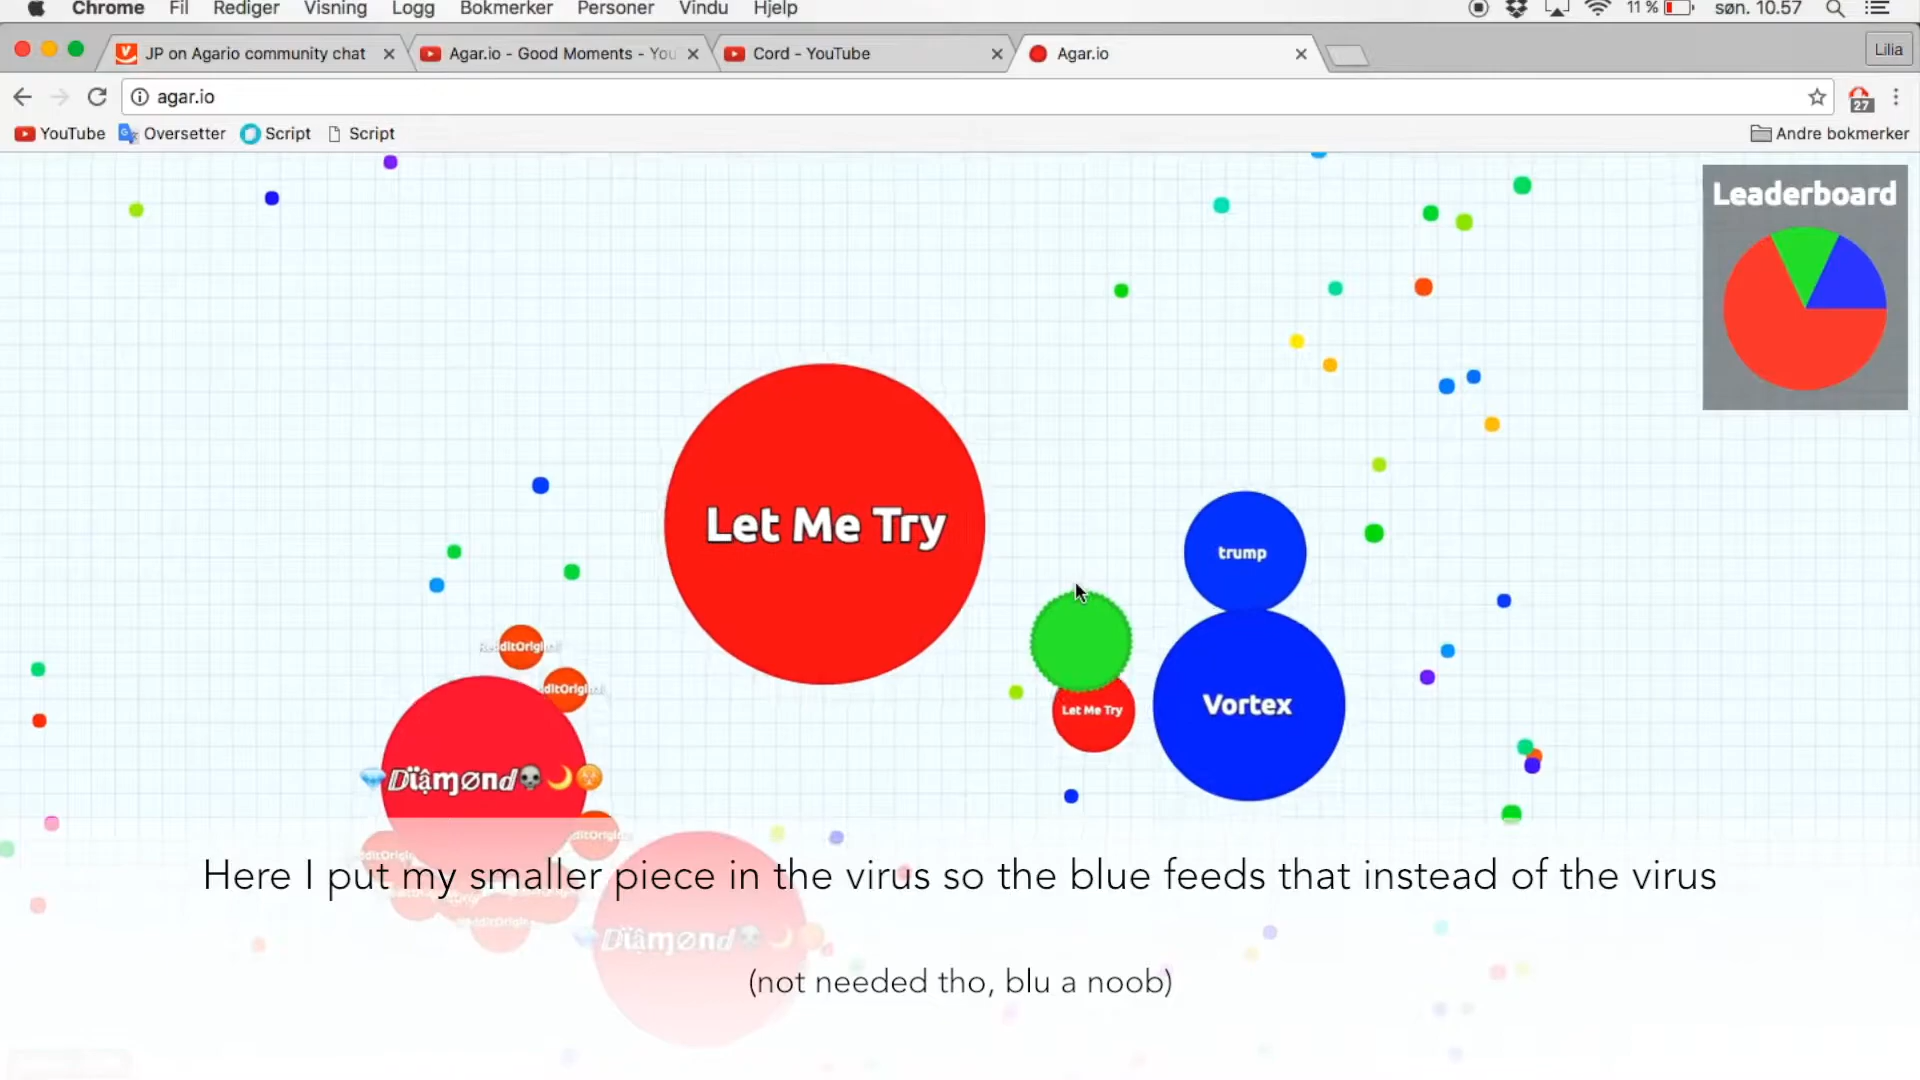 Chrome Fil Rediger Visning Logg Bokmerker Personer Vindu Hjelp 11 % søn. 10.57
JP on Agario community chat Agar.io - Good Moments - You Cord - YouTube Agar.io Lilia
agar.io 27
YouTube Oversetter Script Script Andre bokmerker
Leaderboard
Let Me Try
trump
Vortex
Let Me Try
DïâɱØnd
Here I put my smaller piece in the virus so the blue feeds that instead of the virus
Dïâɱønd
(not needed tho, blu a noob)